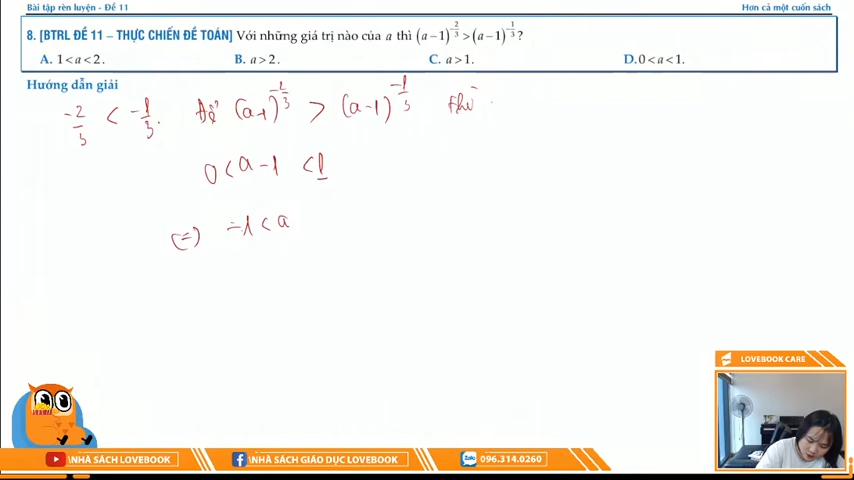 Bài tập rèn luyện - Đề 11
Hơn cả một cuốn sách
8. [BTRL ĐỀ 11 – THỰC CHIẾN ĐỀ TOÁN] Với những giá trị nào của a thì (a−1)^{-2/3} > (a−1)^{-1/3}?
A. 1 < a < 2.
B. a > 2.
C. a > 1.
D. 0 < a < 1.
Hướng dẫn giải
-2/3 < -1/3. Để (a-1)^{-2/3} > (a-1)^{-1/3} thì
0 < a - 1 < 1
(=) -1 < a
LOVEBOOK CARE
NHÀ SÁCH LOVEBOOK
NHÀ SÁCH GIÁO DỤC LOVEBOOK
Zalo
096.314.0260